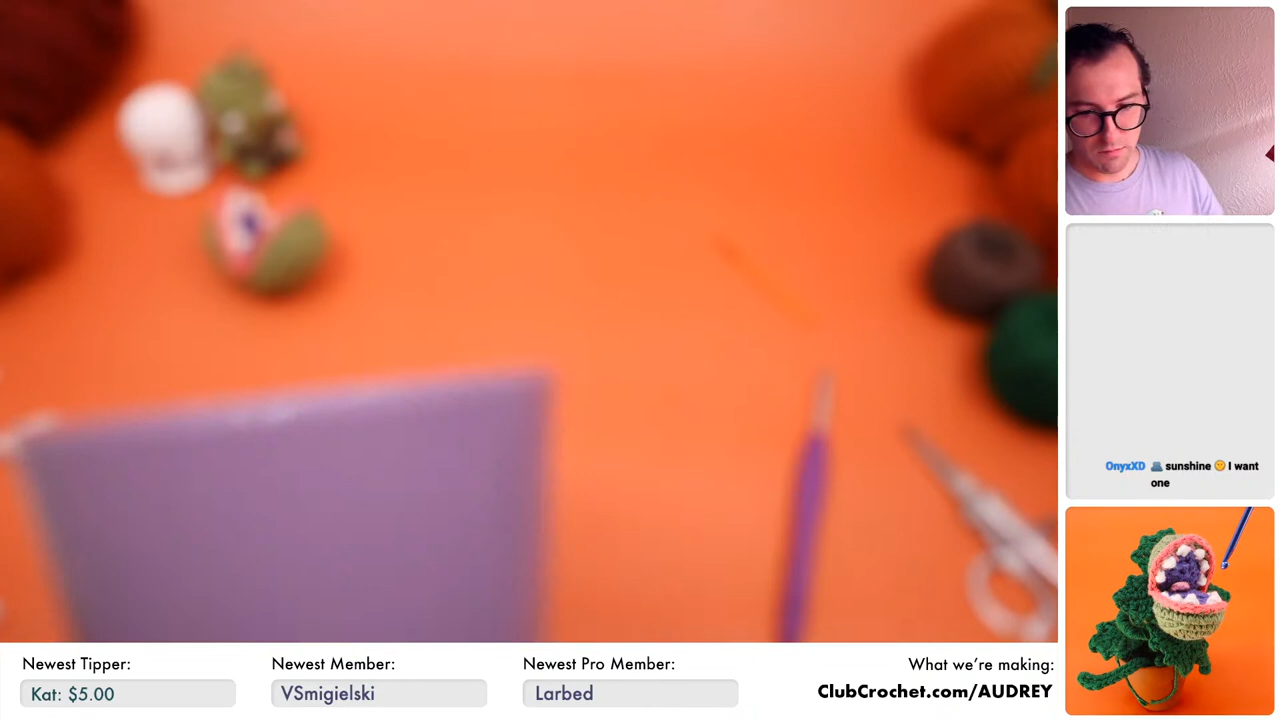 OnyxXD sunshine I want
one
Newest Tipper:
Kat: $5.00
Newest Member:
VSmigielski
Newest Pro Member:
Larbed
What we're making:
ClubCrochet.com/AUDREY